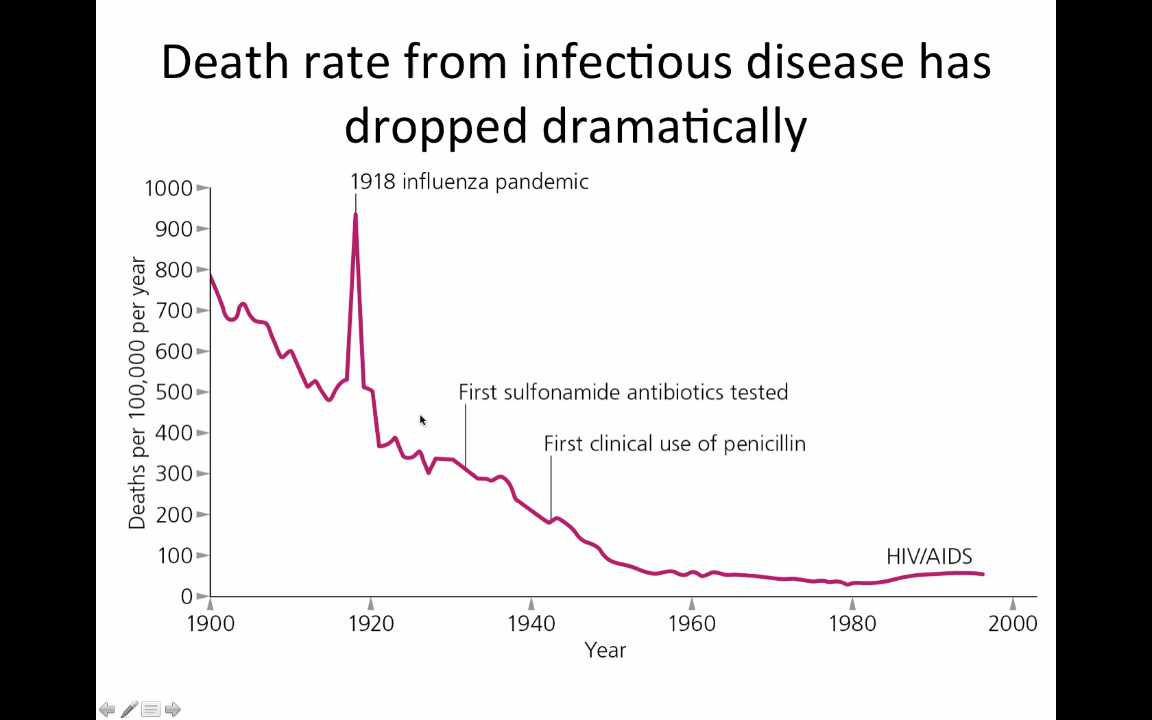 Death rate from infectious disease has
dropped dramatically
1918 influenza pandemic
1000
900
800
700
600
500
400
300
200
100
0
Deaths per 100,000 per year
First sulfonamide antibiotics tested
First clinical use of penicillin
HIV/AIDS
1900 1920 1940 1960 1980 2000
Year